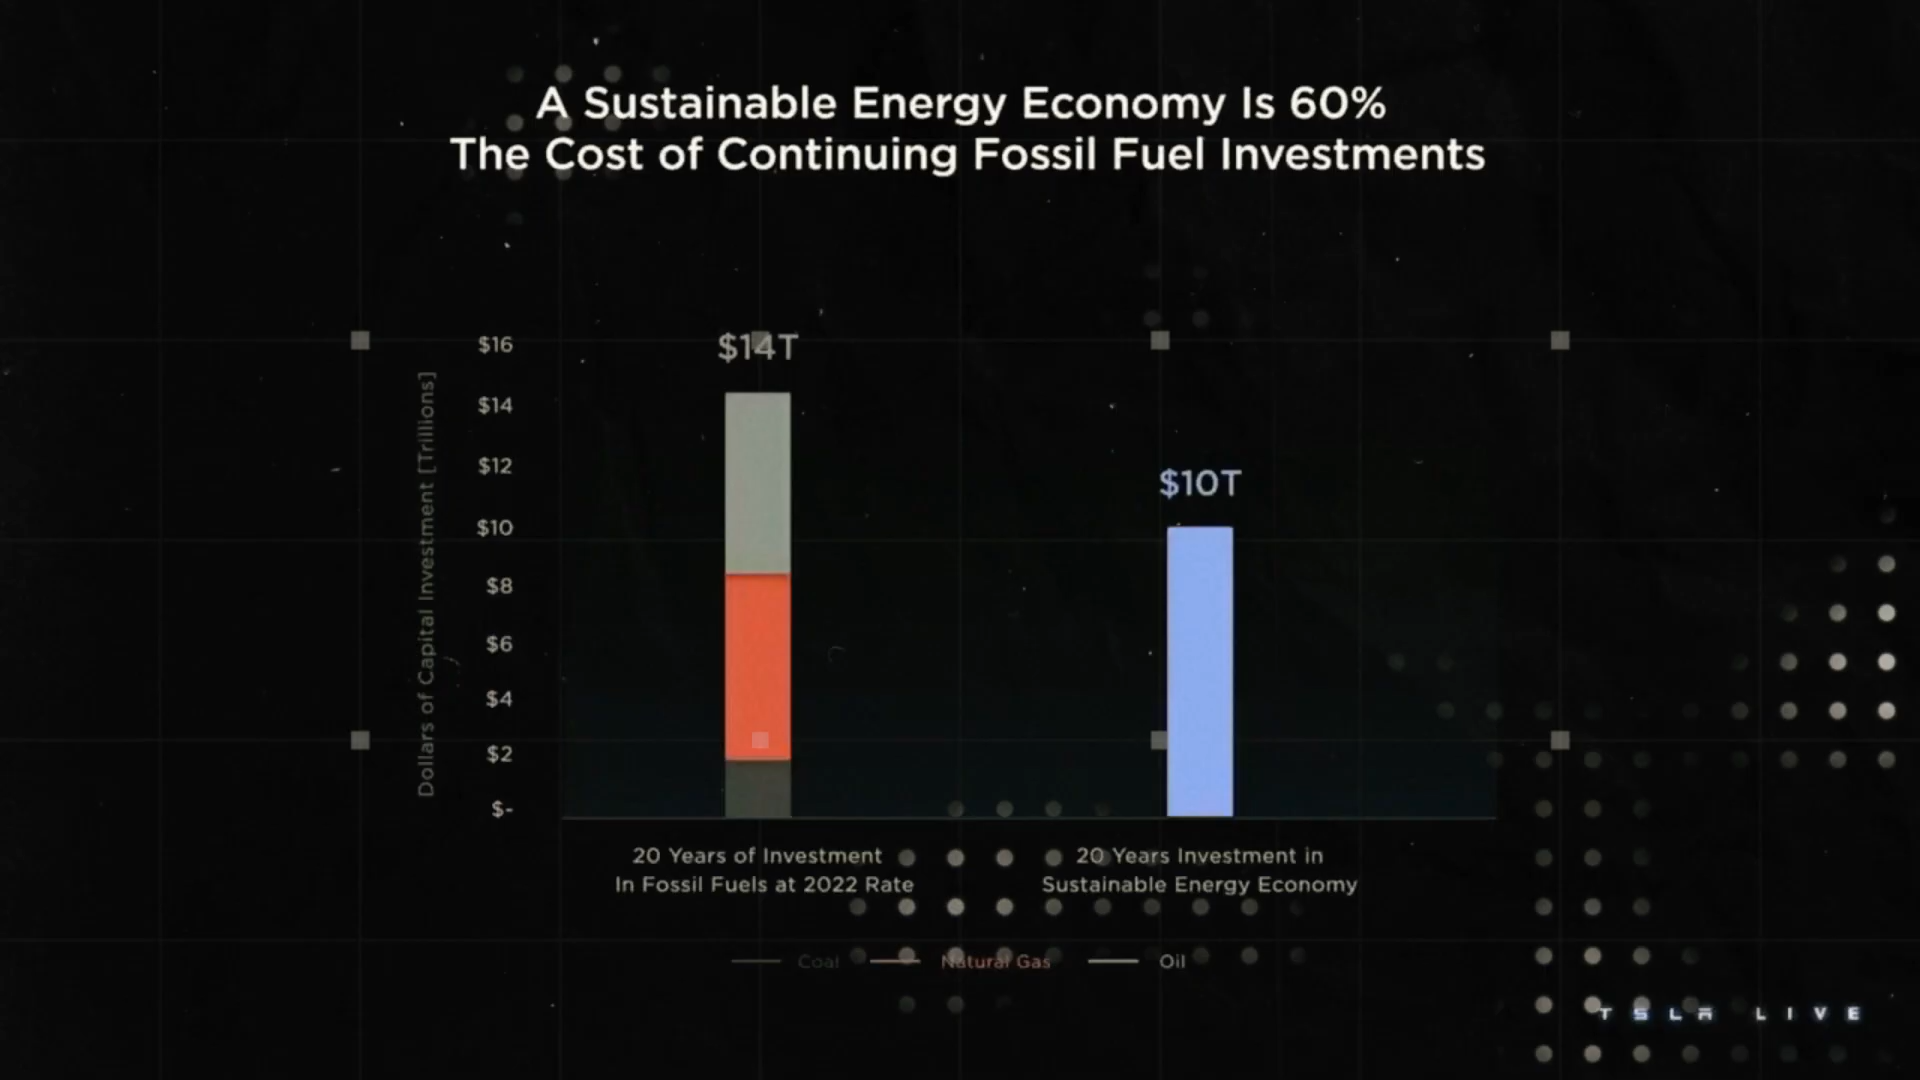 A Sustainable Energy Economy Is 60%
The Cost of Continuing Fossil Fuel Investments
Dollars of Capital Investment [Trillions]
$16
$14
$12
$10
$8
$6
$4
$2
$-
$14T
$10T
20 Years of Investment
In Fossil Fuels at 2022 Rate
20 Years Investment in
Sustainable Energy Economy
Coal
Natural Gas
Oil
TSLA LIVE